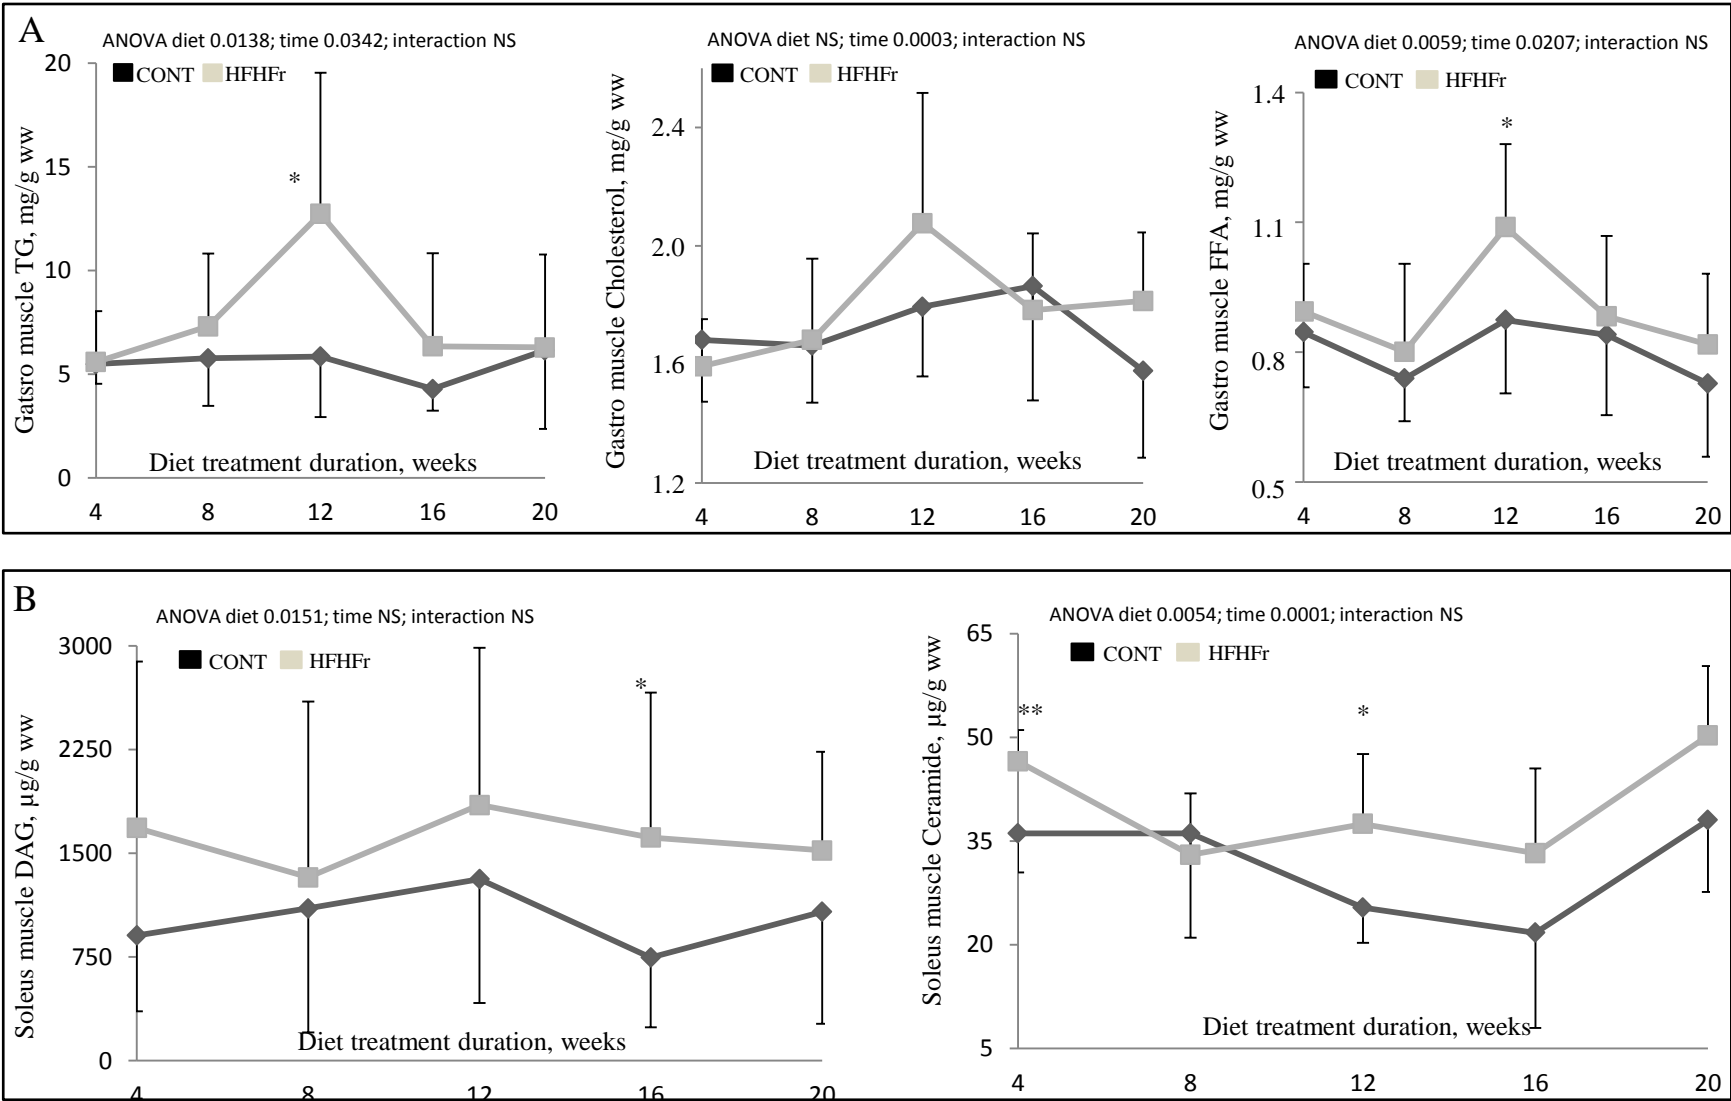 A
ANOVA diet 0.0138; time 0.0342; interaction NS
CONT HFHFr
Gatsro muscle TG, mg/g ww
20
15
10
5
0
Diet treatment duration, weeks
4 8 12 16 20
*
ANOVA diet NS; time 0.0003; interaction NS
CONT HFHFr
Gastro muscle Cholesterol, mg/g ww
2.4
2.0
1.6
1.2
Diet treatment duration, weeks
4 8 12 16 20
ANOVA diet 0.0059; time 0.0207; interaction NS
CONT HFHFr
Gastro muscle FFA, mg/g ww
1.4
1.1
0.8
0.5
*
Diet treatment duration, weeks
4 8 12 16 20
B
ANOVA diet 0.0151; time NS; interaction NS
CONT HFHFr
Soleus muscle DAG, µg/g ww
3000
2250
1500
750
0
*
Diet treatment duration, weeks
4 8 12 16 20
ANOVA diet 0.0054; time 0.0001; interaction NS
CONT HFHFr
Soleus muscle Ceramide, µg/g ww
65
50
35
20
5
** *
Diet treatment duration, weeks
4 8 12 16 20